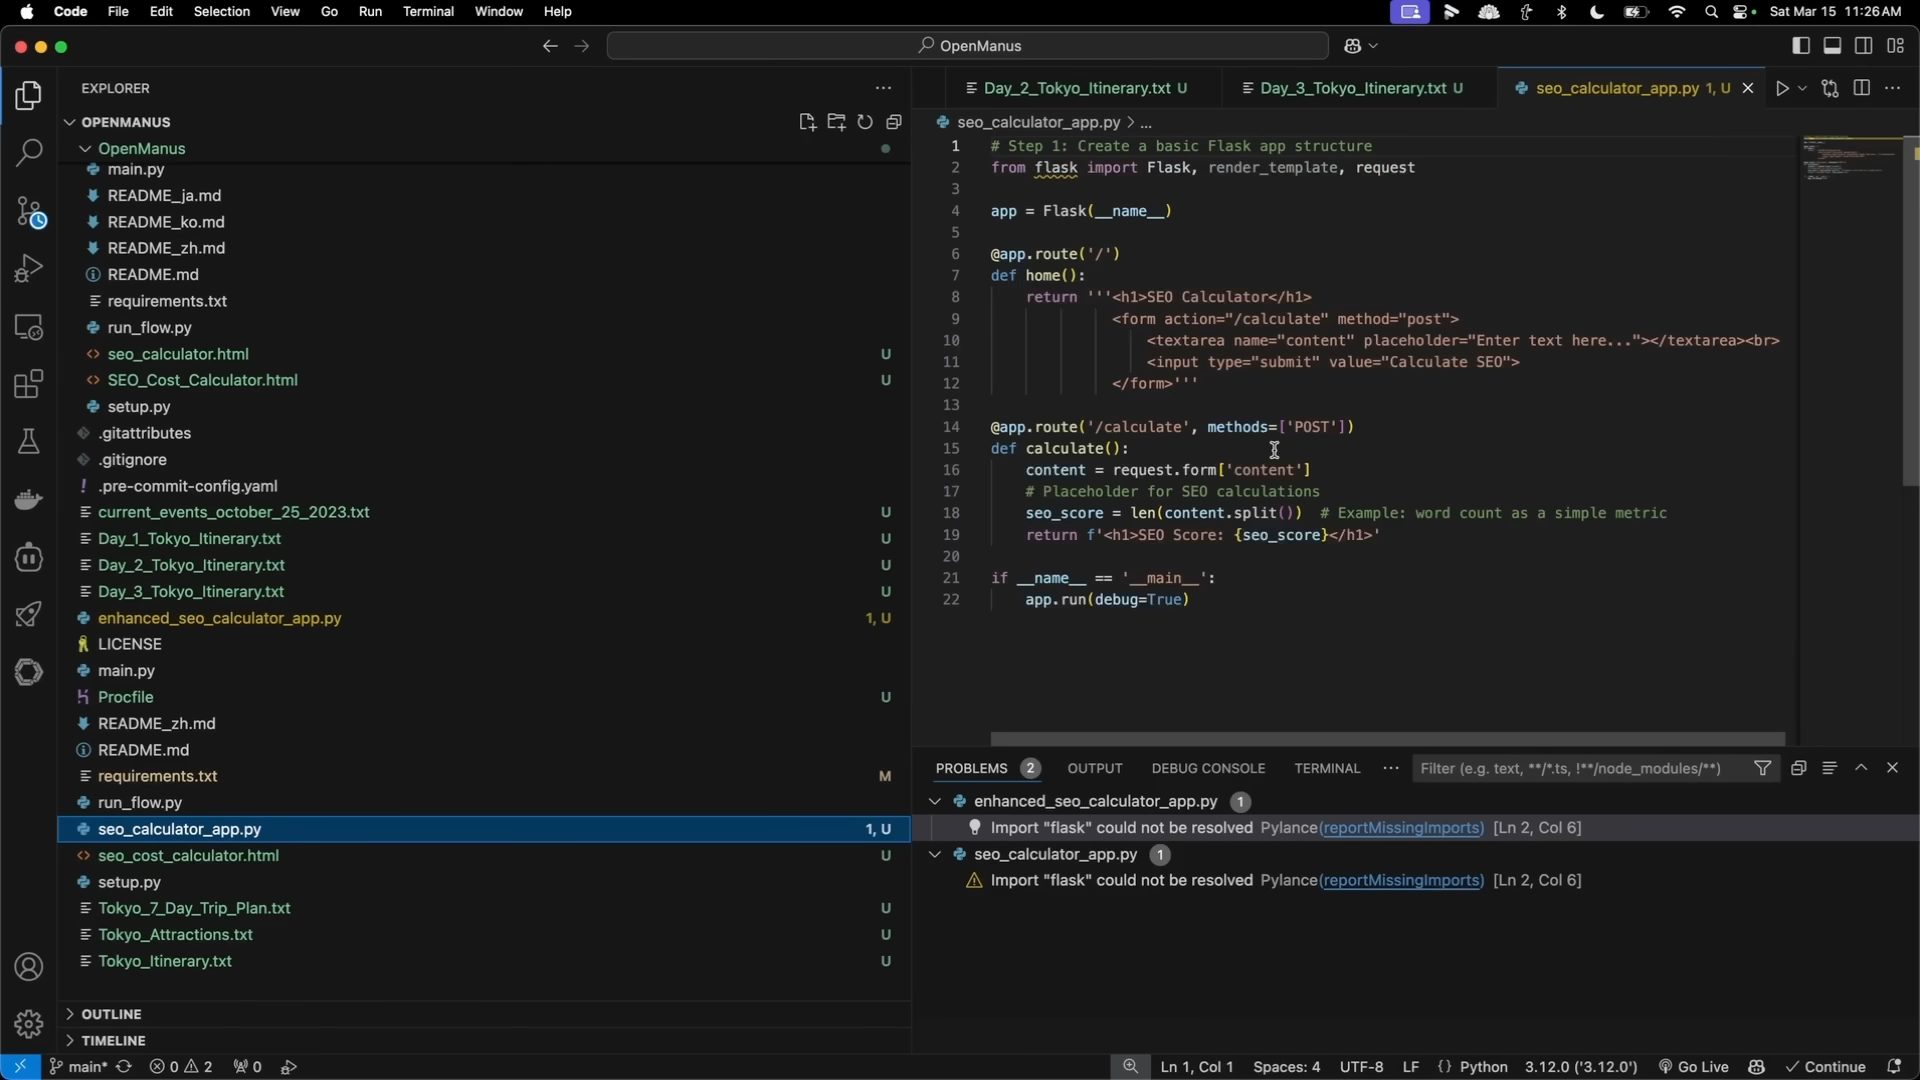 Code File Edit Selection View Go Run Terminal Window Help Sat Mar 15 11:26 AM
OpenManus
EXPLORER
OPENMANUS
OpenManus
main.py
README_ja.md
README_ko.md
README_zh.md
README.md
requirements.txt
run_flow.py
seo_calculator.html U
SEO_Cost_Calculator.html U
setup.py
.gitattributes
.gitignore
.pre-commit-config.yaml
current_events_october_25_2023.txt U
Day_1_Tokyo_Itinerary.txt U
Day_2_Tokyo_Itinerary.txt U
Day_3_Tokyo_Itinerary.txt U
enhanced_seo_calculator_app.py 1, U
LICENSE
main.py
Procfile U
README_zh.md
README.md
requirements.txt M
run_flow.py
seo_calculator_app.py 1, U
seo_cost_calculator.html U
setup.py
Tokyo_7_Day_Trip_Plan.txt U
Tokyo_Attractions.txt U
Tokyo_Itinerary.txt U
OUTLINE
TIMELINE
Day_2_Tokyo_Itinerary.txt U Day_3_Tokyo_Itinerary.txt U seo_calculator_app.py 1, U
seo_calculator_app.py > ...
1 # Step 1: Create a basic Flask app structure
2 from flask import Flask, render_template, request
3
4 app = Flask(__name__)
5
6 @app.route('/')
7 def home():
8 return '''<h1>SEO Calculator</h1>
9 <form action="/calculate" method="post">
10 <textarea name="content" placeholder="Enter text here..."></textarea><br>
11 <input type="submit" value="Calculate SEO">
12 </form>'''
13
14 @app.route('/calculate', methods=['POST'])
15 def calculate():
16 content = request.form['content']
17 # Placeholder for SEO calculations
18 seo_score = len(content.split()) # Example: word count as a simple metric
19 return f'<h1>SEO Score: {seo_score}</h1>'
20
21 if __name__ == '__main__':
22 app.run(debug=True)
PROBLEMS 2 OUTPUT DEBUG CONSOLE TERMINAL ... Filter (e.g. text, **/*.ts, !**/node_modules/**)
enhanced_seo_calculator_app.py 1
Import "flask" could not be resolved Pylance(reportMissingImports) [Ln 2, Col 6]
seo_calculator_app.py 1
Import "flask" could not be resolved Pylance(reportMissingImports) [Ln 2, Col 6]
main* 0 2 0 Ln 1, Col 1 Spaces: 4 UTF-8 LF {} Python 3.12.0 ('3.12.0') Go Live Continue